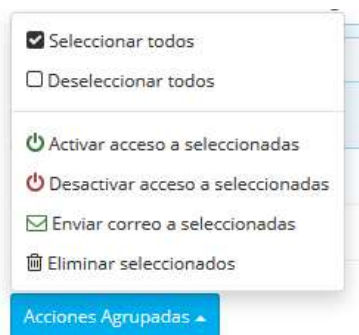 Seleccionar todos
Deseleccionar todos
Activar acceso a seleccionadas
Desactivar acceso a seleccionadas
Enviar correo a seleccionadas
Eliminar seleccionados
Acciones Agrupadas